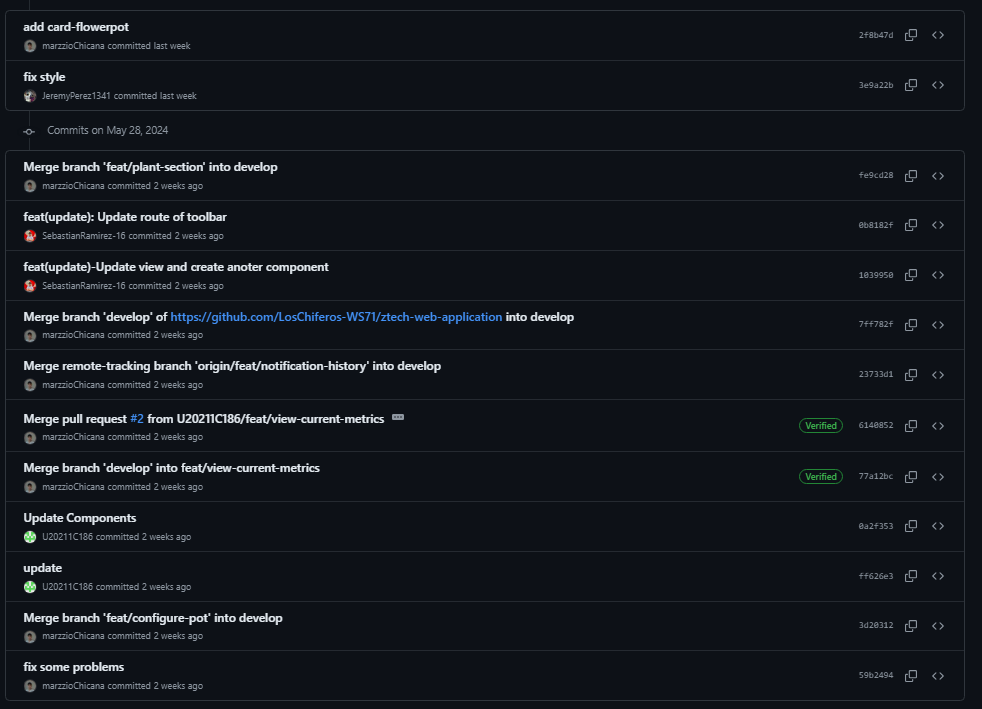 add card-flowerpot
marzzioChicana committed last week
2f8b47d
fix style
JeremyPerez1341 committed last week
3e9a22b
Commits on May 28, 2024
Merge branch 'feat/plant-section' into develop
marzzioChicana committed 2 weeks ago
fe9cd28
feat(update): Update route of toolbar
SebastianRamirez-16 committed 2 weeks ago
0b8182f
feat(update)-Update view and create anoter component
SebastianRamirez-16 committed 2 weeks ago
1039950
Merge branch 'develop' of https://github.com/LosChiferos-WS71/ztech-web-application into develop
marzzioChicana committed 2 weeks ago
7ff782f
Merge remote-tracking branch 'origin/feat/notification-history' into develop
marzzioChicana committed 2 weeks ago
23733d1
Merge pull request #2 from U20211C186/feat/view-current-metrics
marzzioChicana committed 2 weeks ago
Verified 6140852
Merge branch 'develop' into feat/view-current-metrics
marzzioChicana committed 2 weeks ago
Verified 77a12bc
Update Components
U20211C186 committed 2 weeks ago
0a2f353
update
U20211C186 committed 2 weeks ago
ff626e3
Merge branch 'feat/configure-pot' into develop
marzzioChicana committed 2 weeks ago
3d20312
fix some problems
marzzioChicana committed 2 weeks ago
59b2494